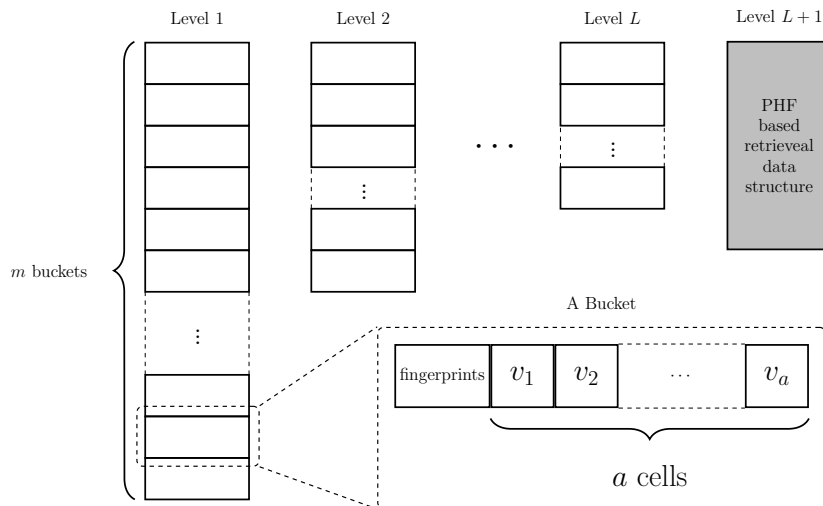 Level 1
Level 2
Level L
Level L + 1
PHF
based
retrieveal
data
structure
⋮
⋮
⋮
· · ·
m buckets
⋮
A Bucket
fingerprints
v₁
v₂
· · ·
vₐ
a cells